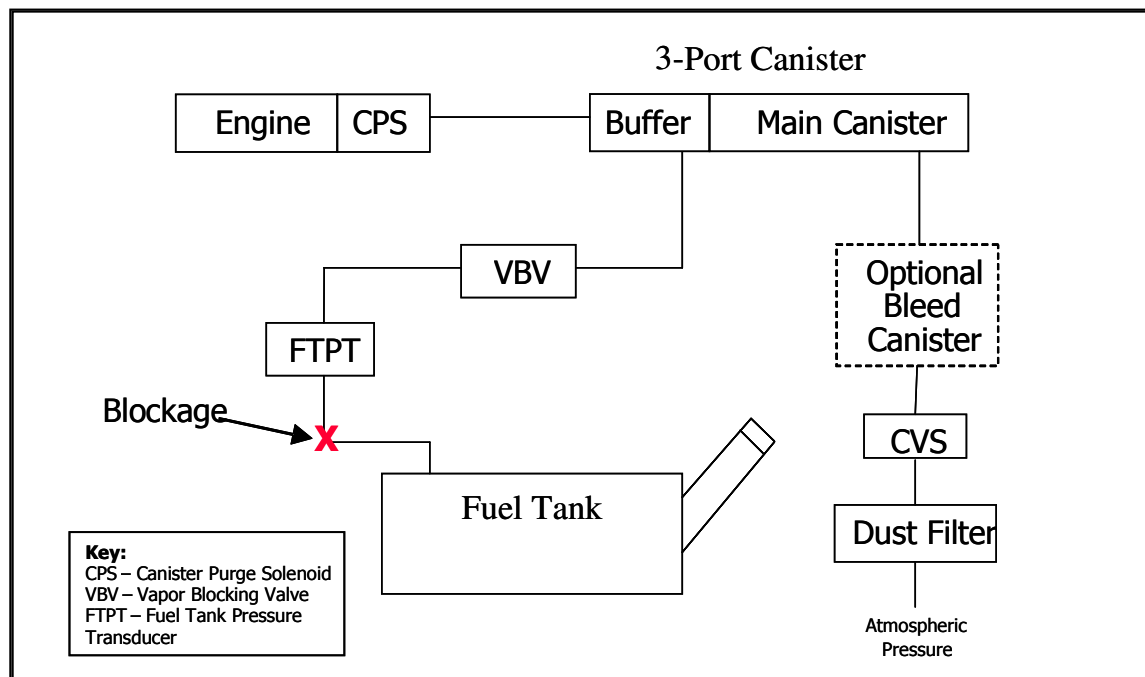 3-Port Canister
Engine
CPS
Buffer
Main Canister
VBV
Optional
Bleed
Canister
FTPT
Blockage
X
CVS
Fuel Tank
Dust Filter
Key:
CPS – Canister Purge Solenoid
VBV – Vapor Blocking Valve
FTPT – Fuel Tank Pressure
Transducer
Atmospheric
Pressure